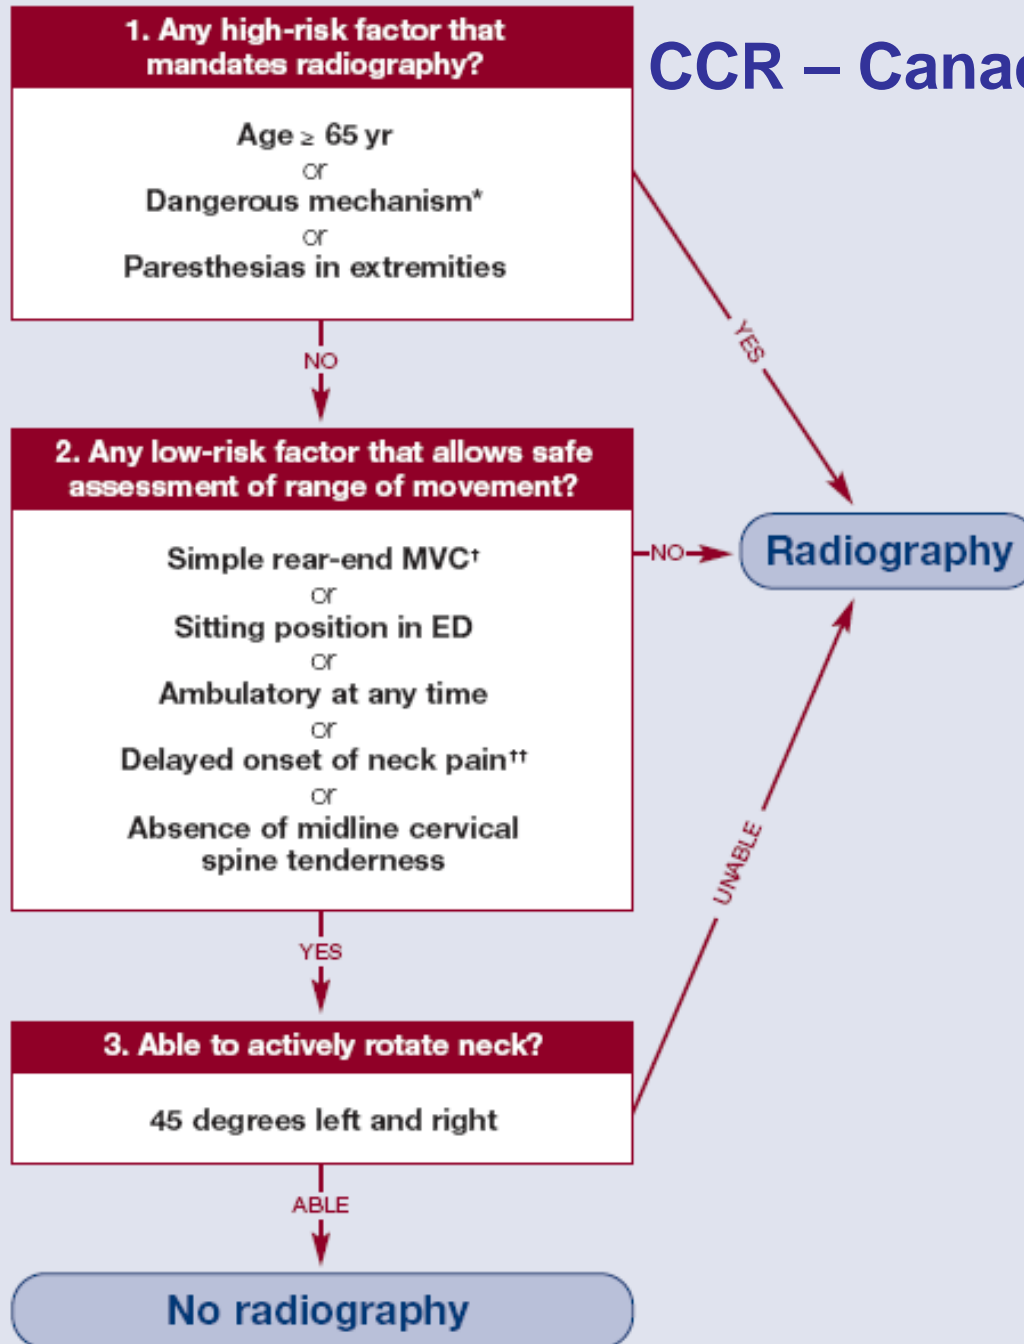 1. Any high-risk factor that
mandates radiography?
CCR – Canad
Age ≥ 65 yr
or
Dangerous mechanism*
or
Paresthesias in extremities
YES
NO
2. Any low-risk factor that allows safe
assessment of range of movement?
Simple rear-end MVC†
or
Sitting position in ED
or
Ambulatory at any time
or
Delayed onset of neck pain††
or
Absence of midline cervical
spine tenderness
NO
Radiography
YES
UNABLE
3. Able to actively rotate neck?
45 degrees left and right
ABLE
No radiography